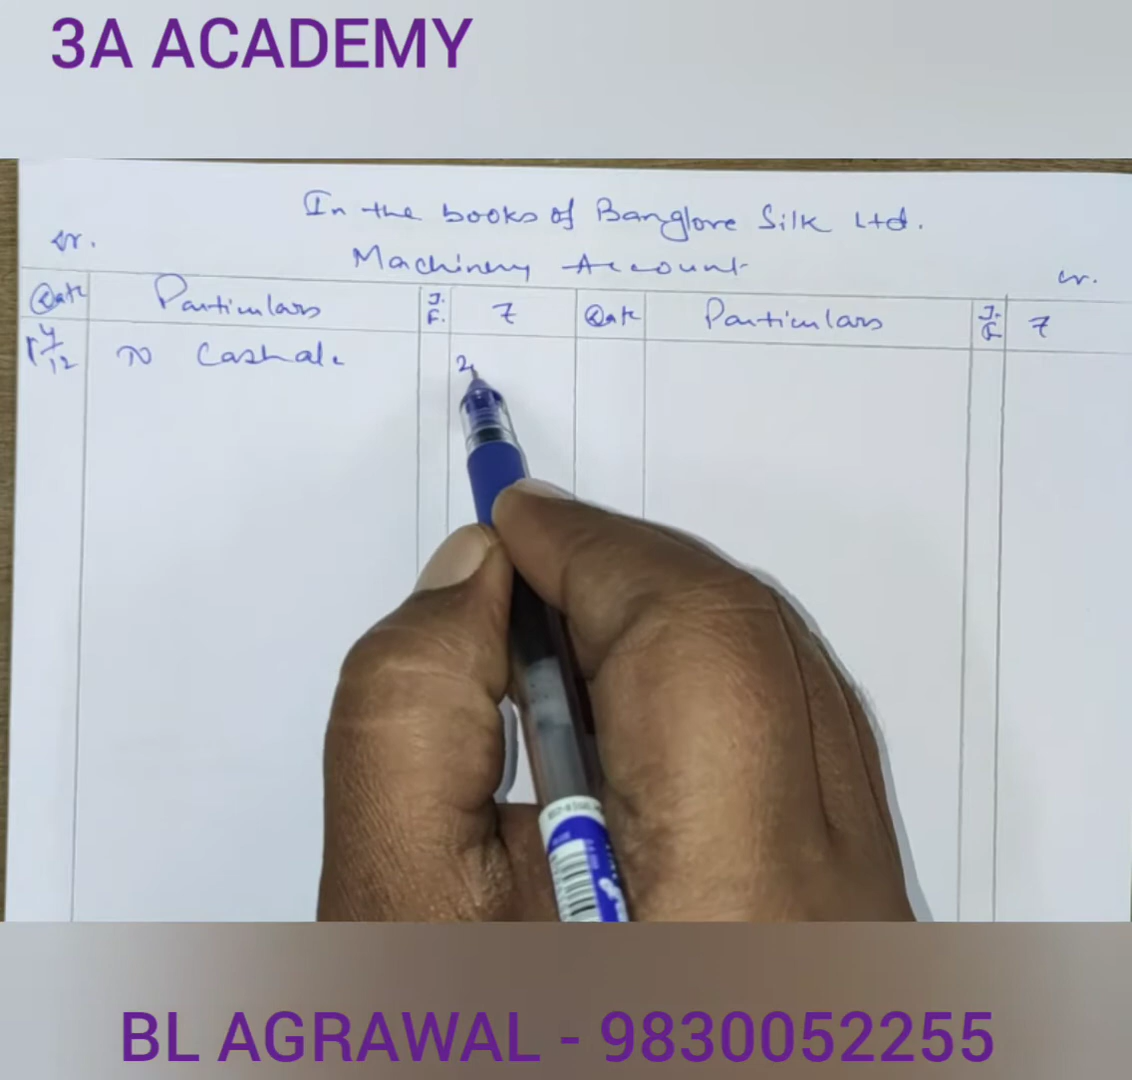 3A ACADEMY
In the books of Banglore Silk Ltd.
Dr.
Machinery Account
Cr.
Date Particulars J.F. ₹ Date Particulars J.F. ₹
1/4/12 To Cash a/c 2
BL AGRAWAL - 9830052255